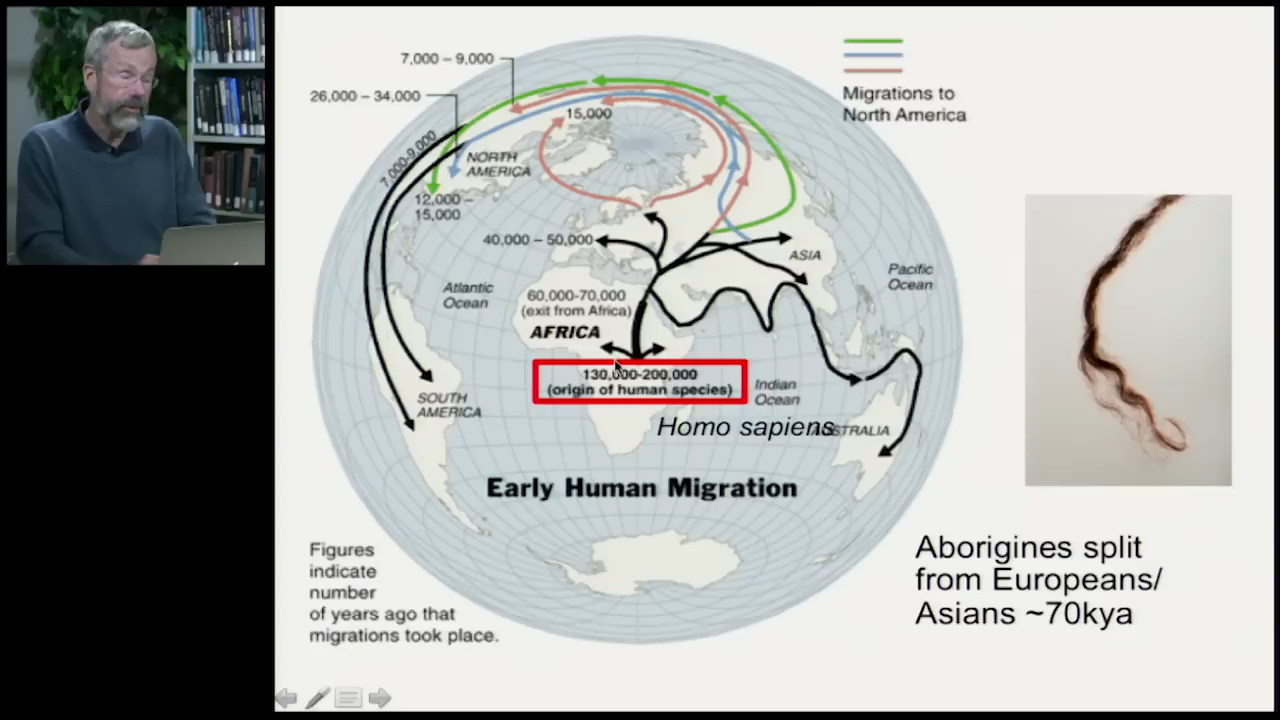 7,000 – 9,000
26,000 – 34,000
7,000-9,000
15,000
Migrations to
North America
NORTH
AMERICA
12,000 –
15,000
40,000 – 50,000
ASIA
Pacific
Ocean
Atlantic
Ocean
60,000-70,000
(exit from Africa)
AFRICA
130,000-200,000
(origin of human species)
Indian
Ocean
SOUTH
AMERICA
Homo sapiens
AUSTRALIA
Early Human Migration
Figures
indicate
number
of years ago that
migrations took place.
Aborigines split
from Europeans/
Asians ~70kya